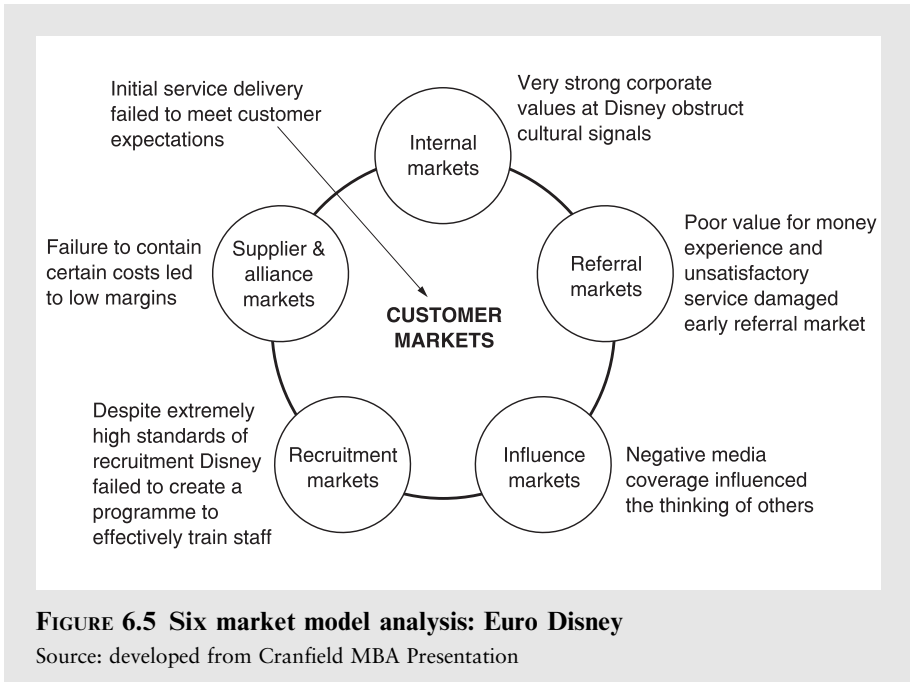 Initial service delivery
failed to meet customer
expectations
Very strong corporate
values at Disney obstruct
cultural signals
Internal
markets
Failure to contain
certain costs led
to low margins
Supplier &
alliance
markets
Referral
markets
Poor value for money
experience and
unsatisfactory
service damaged
early referral market
CUSTOMER
MARKETS
Despite extremely
high standards of
recruitment Disney
failed to create a
programme to
effectively train staff
Recruitment
markets
Influence
markets
Negative media
coverage influenced
the thinking of others
FIGURE 6.5 Six market model analysis: Euro Disney
Source: developed from Cranfield MBA Presentation